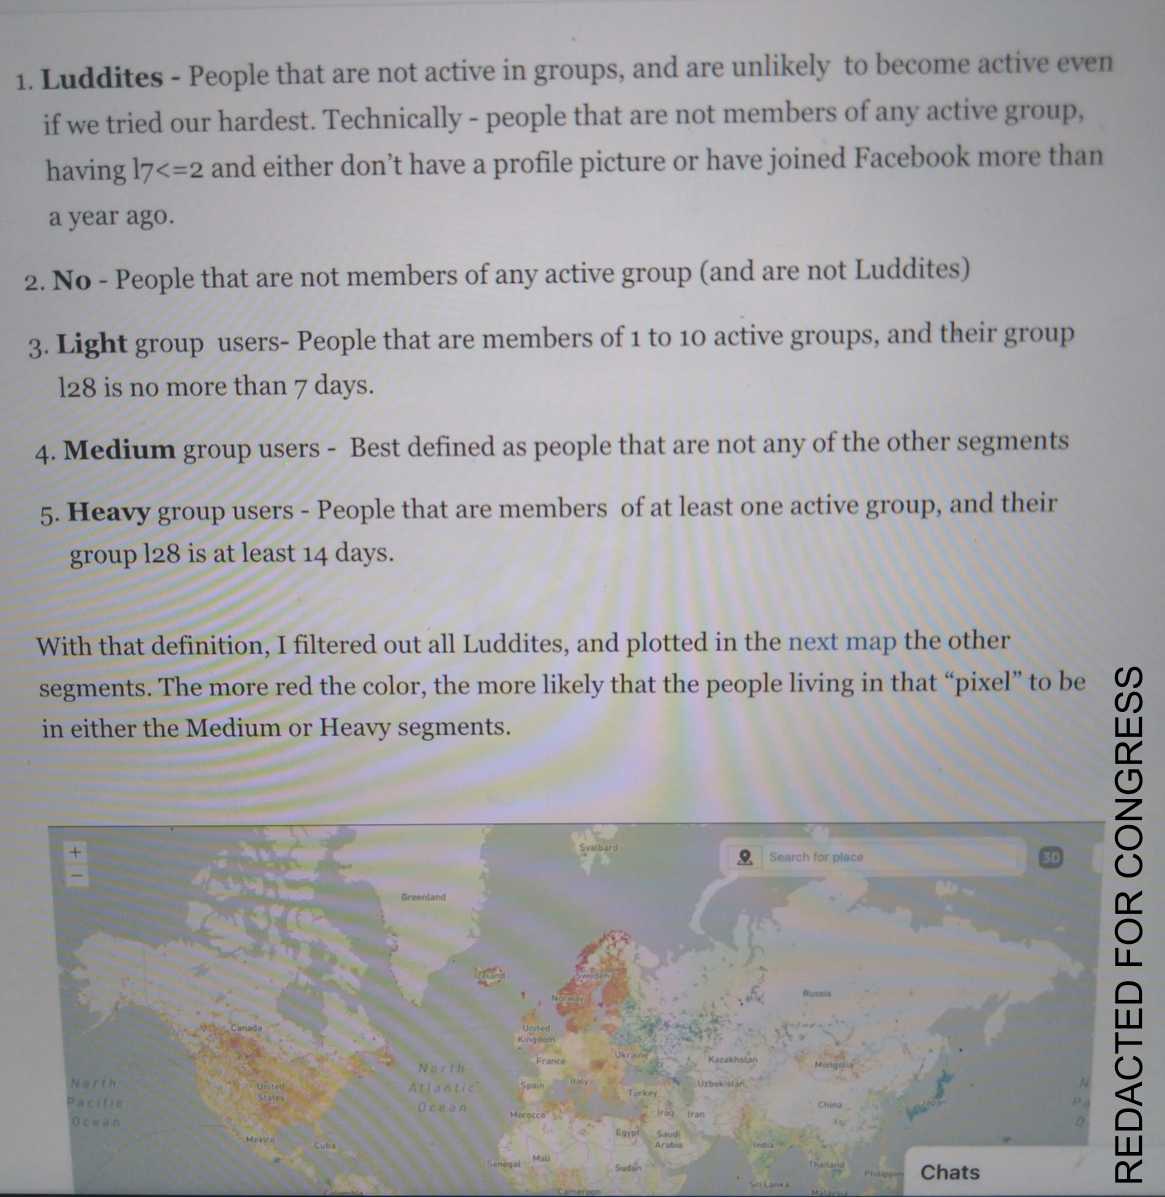 1. Luddites - People that are not active in groups, and are unlikely to become active even
if we tried our hardest. Technically - people that are not members of any active group,
having l7<=2 and either don't have a profile picture or have joined Facebook more than
a year ago.
2. No - People that are not members of any active group (and are not Luddites)
3. Light group users- People that are members of 1 to 10 active groups, and their group
l28 is no more than 7 days.
4. Medium group users - Best defined as people that are not any of the other segments
5. Heavy group users - People that are members of at least one active group, and their
group l28 is at least 14 days.
With that definition, I filtered out all Luddites, and plotted in the next map the other
segments. The more red the color, the more likely that the people living in that “pixel” to be
in either the Medium or Heavy segments.
+
−
Svalbard
Search for place
3D
Greenland
Iceland
Sweden
Norway
Russia
Canada
United
Kingdom
Ukraine
France
Kazakhstan
Mongolia
North
Atlantic
Ocean
North
Pacific
Ocean
United
States
Spain
Italy
Turkey
Uzbekistan
China
Morocco
Iraq
Iran
Mexico
Cuba
Egypt
Saudi
Arabia
India
Senegal
Mali
Sudan
Thailand
Sri Lanka
Malaysia
Cameroon
Colombia
Chats
REDACTED FOR CONGRESS